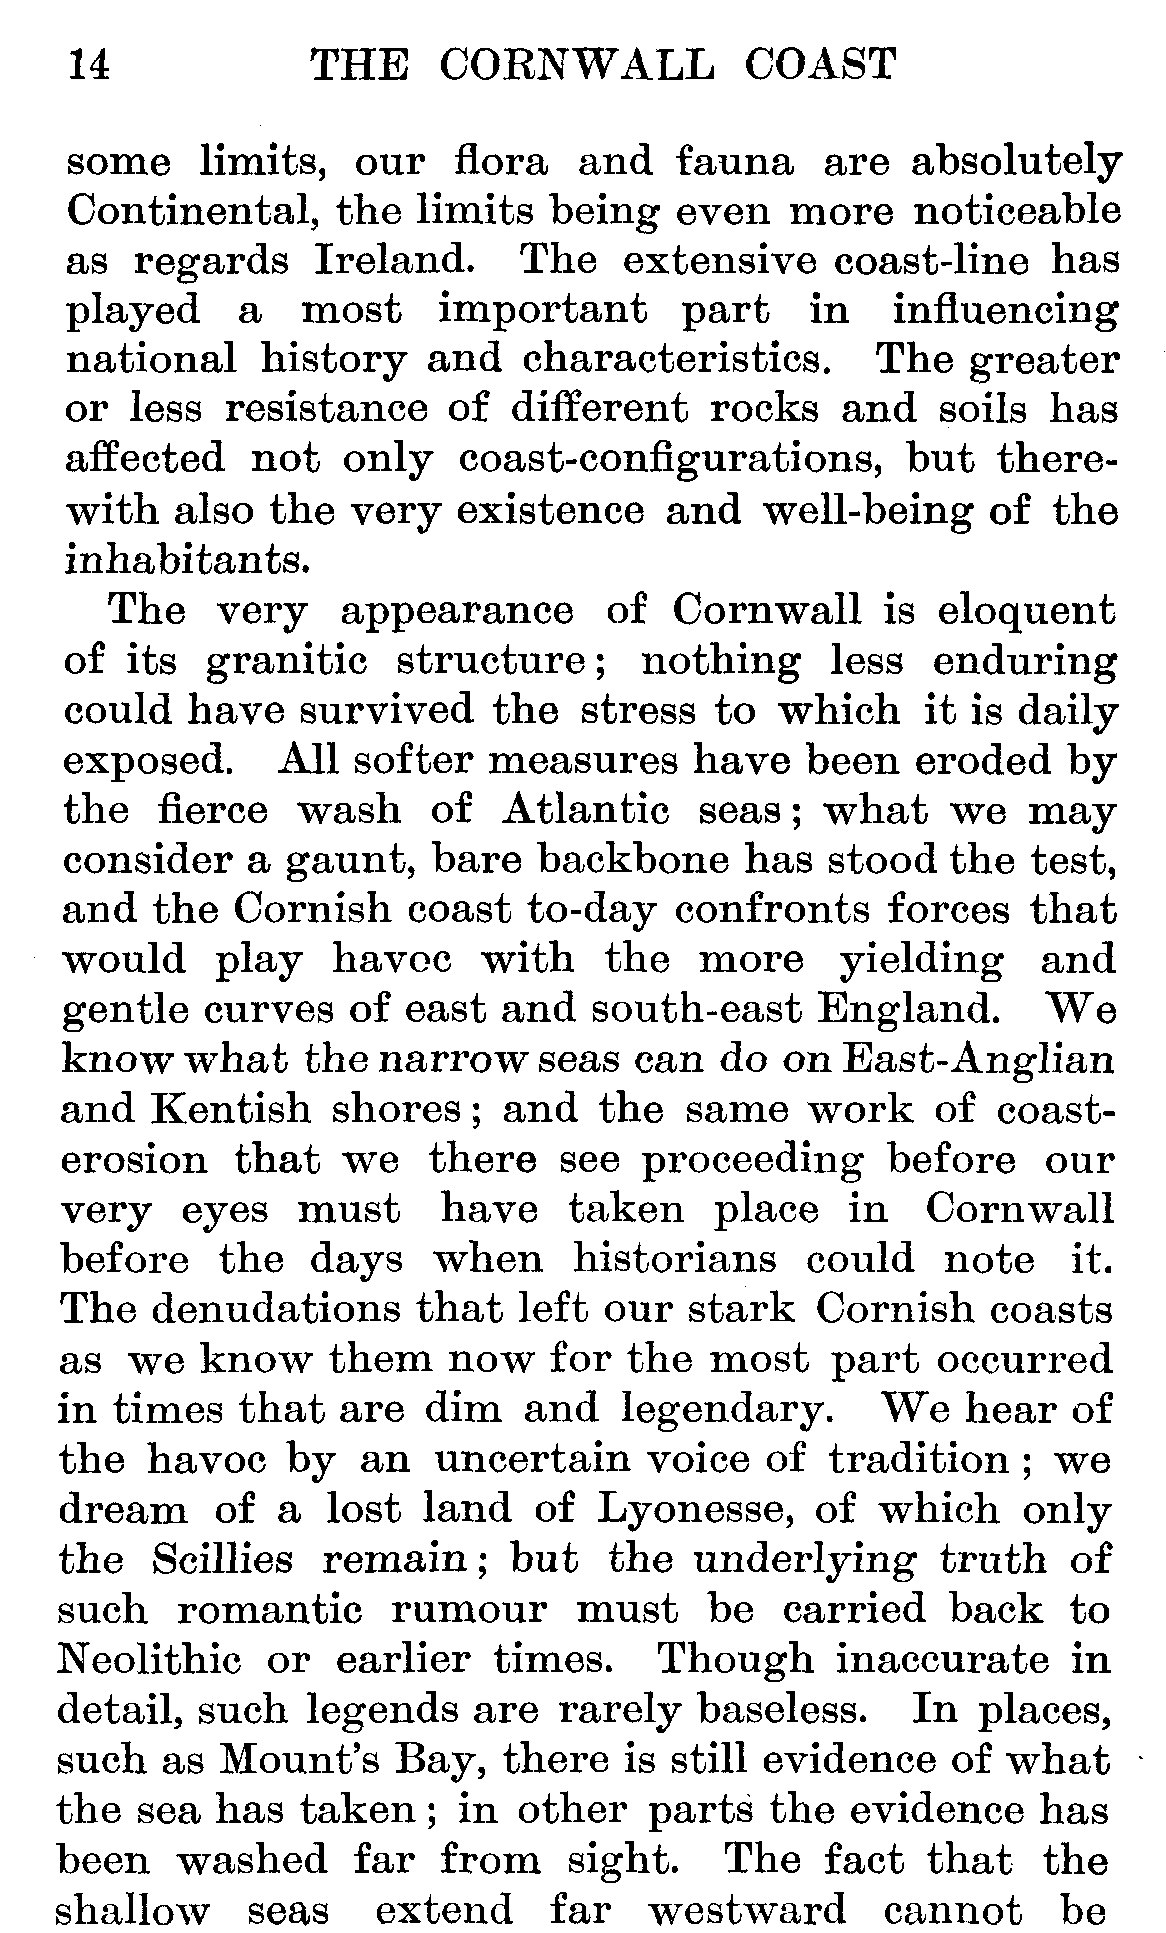 14 THE CORNWALL COAST
some limits, our flora and fauna are absolutely
Continental, the limits being even more noticeable
as regards Ireland. The extensive coast-line has
played a most important part in influencing
national history and characteristics. The greater
or less resistance of different rocks and soils has
affected not only coast-configurations, but there-
with also the very existence and well-being of the
inhabitants.
The very appearance of Cornwall is eloquent
of its granitic structure; nothing less enduring
could have survived the stress to which it is daily
exposed. All softer measures have been eroded by
the fierce wash of Atlantic seas; what we may
consider a gaunt, bare backbone has stood the test,
and the Cornish coast to-day confronts forces that
would play havoc with the more yielding and
gentle curves of east and south-east England. We
know what the narrow seas can do on East-Anglian
and Kentish shores; and the same work of coast-
erosion that we there see proceeding before our
very eyes must have taken place in Cornwall
before the days when historians could note it.
The denudations that left our stark Cornish coasts
as we know them now for the most part occurred
in times that are dim and legendary. We hear of
the havoc by an uncertain voice of tradition; we
dream of a lost land of Lyonesse, of which only
the Scillies remain; but the underlying truth of
such romantic rumour must be carried back to
Neolithic or earlier times. Though inaccurate in
detail, such legends are rarely baseless. In places,
such as Mount's Bay, there is still evidence of what
the sea has taken; in other parts the evidence has
been washed far from sight. The fact that the
shallow seas extend far westward cannot be